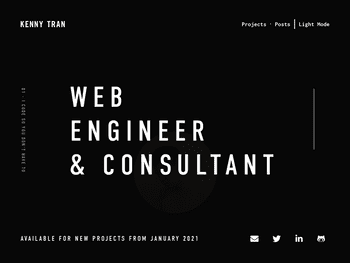 KENNY TRAN
Projects · Posts | Light Mode
01 - I CODE SO YOU DON'T HAVE TO
WEB
ENGINEER
& CONSULTANT
AVAILABLE FOR NEW PROJECTS FROM JANUARY 2021